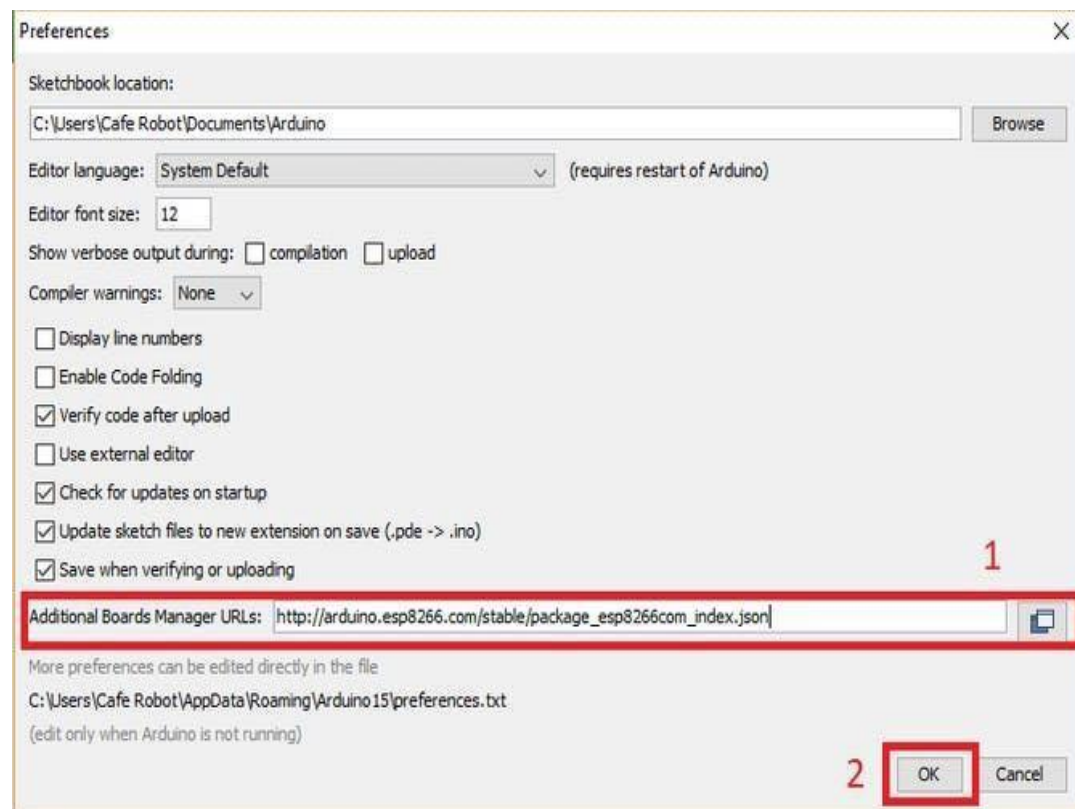 Preferences
Sketchbook location:
C:\Users\Cafe Robot\Documents\Arduino Browse
Editor language: System Default (requires restart of Arduino)
Editor font size: 12
Show verbose output during: compilation upload
Compiler warnings: None
Display line numbers
Enable Code Folding
Verify code after upload
Use external editor
Check for updates on startup
Update sketch files to new extension on save (.pde -> .ino)
Save when verifying or uploading
1
Additional Boards Manager URLs: http://arduino.esp8266.com/stable/package_esp8266com_index.json
More preferences can be edited directly in the file
C:\Users\Cafe Robot\AppData\Roaming\Arduino15\preferences.txt
(edit only when Arduino is not running)
2 OK Cancel